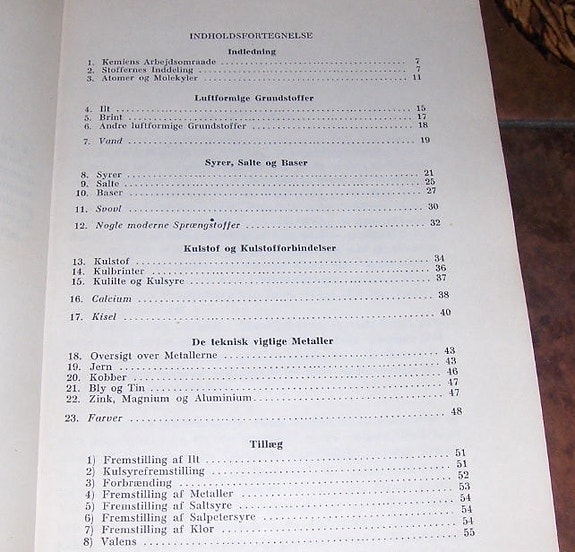 INDHOLDSFORTEGNELSE
Indledning
1. Kemiens Arbejdsomraade 7
2. Stoffernes Inddeling 7
3. Atomer og Molekyler 11
Luftformige Grundstoffer
4. Ilt 15
5. Brint 17
6. Andre luftformige Grundstoffer 18
7. Vand 19
Syrer, Salte og Baser
8. Syrer 21
9. Salte 25
10. Baser 27
11. Svovl 30
12. Nogle moderne Sprængstoffer 32
Kulstof og Kulstofforbindelser
13. Kulstof 34
14. Kulbrinter 36
15. Kulilte og Kulsyre 37
16. Calcium 38
17. Kisel 40
De teknisk vigtige Metaller
18. Oversigt over Metallerne 43
19. Jern 43
20. Kobber 46
21. Bly og Tin 47
22. Zink, Magnium og Aluminium 47
23. Farver 48
Tillæg
1) Fremstilling af Ilt 51
2) Kulsyrefremstilling 51
3) Forbrænding 52
4) Fremstilling af Metaller 53
5) Fremstilling af Saltsyre 54
6) Fremstilling af Salpetersyre 54
7) Fremstilling af Klor 54
8) Valens 55